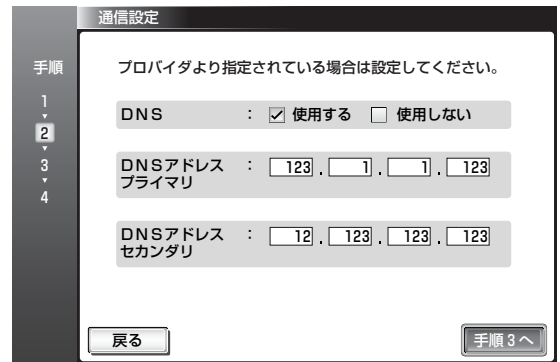 通信設定
手順
1
2
3
4
プロバイダより指定されている場合は設定してください。
DNS : 使用する 使用しない
DNSアドレス : 123 . 1 . 1 . 123
プライマリ
DNSアドレス : 12 . 123 . 123 . 123
セカンダリ
戻る
手順3へ